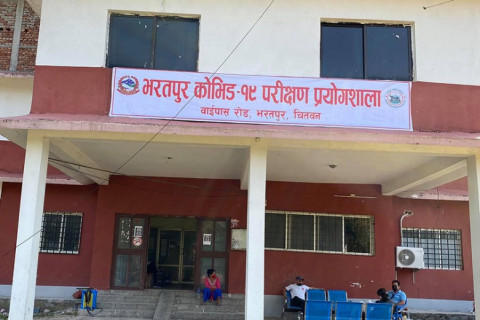 भरतपुर कोभिड-१९ परीक्षण प्रयोगशाला
वाईपास रोड, भरतपुर, चितवन